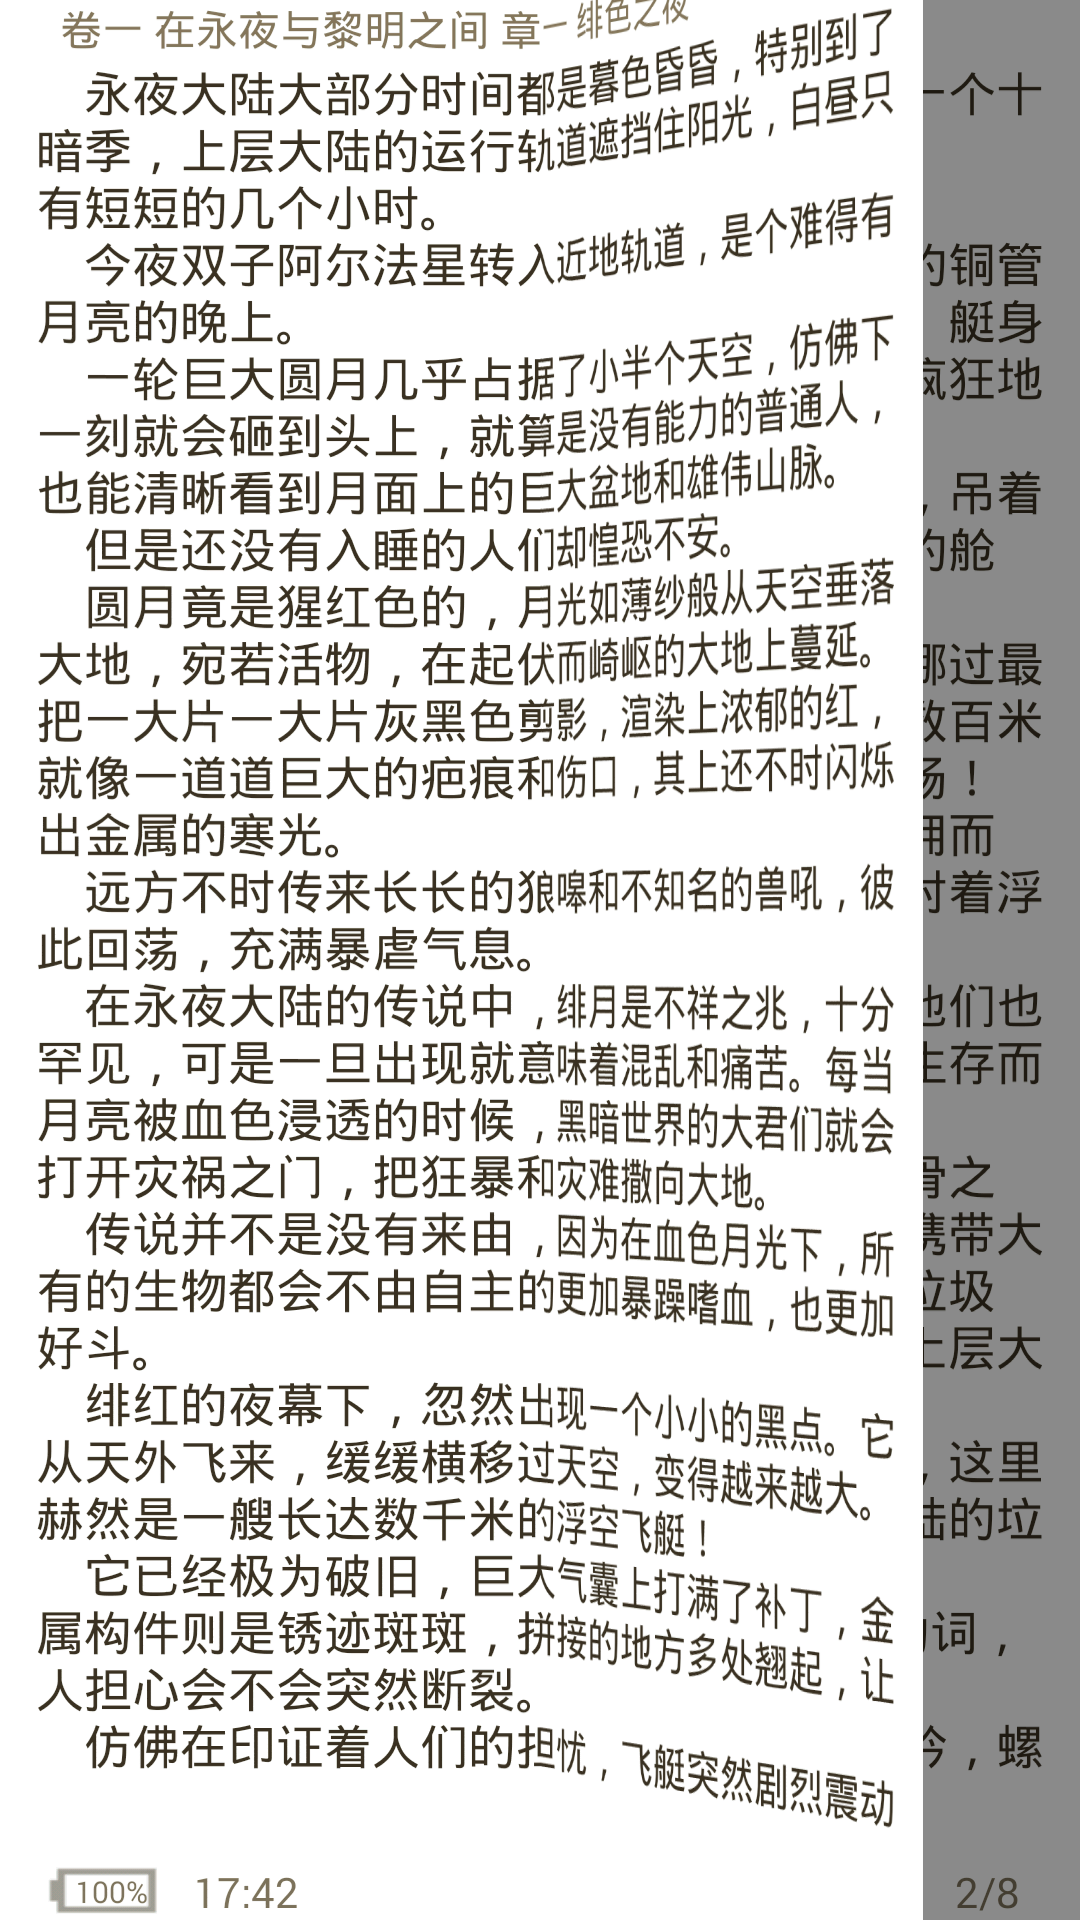 卷一 在永夜与黎明之间 章一 绯色之夜
永夜大陆大部分时间都是暮色昏昏，特别到了
暗季，上层大陆的运行轨道遮挡住阳光，白昼只
有短短的几个小时。
今夜双子阿尔法星转入近地轨道，是个难得有
月亮的晚上。
一轮巨大圆月几乎占据了小半个天空，仿佛下
一刻就会砸到头上，就算是没有能力的普通人，
也能清晰看到月面上的巨大盆地和雄伟山脉。
但是还没有入睡的人们却惶恐不安。
圆月竟是猩红色的，月光如薄纱般从天空垂落
大地，宛若活物，在起伏而崎岖的大地上蔓延。
把一大片一大片灰黑色剪影，渲染上浓郁的红，
就像一道道巨大的疤痕和伤口，其上还不时闪烁
出金属的寒光。
远方不时传来长长的狼嗥和不知名的兽吼，彼
此回荡，充满暴虐气息。
在永夜大陆的传说中，绯月是不祥之兆，十分
罕见，可是一旦出现就意味着混乱和痛苦。每当
月亮被血色浸透的时候，黑暗世界的大君们就会
打开灾祸之门，把狂暴和灾难撒向大地。
传说并不是没有来由，因为在血色月光下，所
有的生物都会不由自主的更加暴躁嗜血，也更加
好斗。
绯红的夜幕下，忽然出现一个小小的黑点。它
从天外飞来，缓缓横移过天空，变得越来越大。
赫然是一艘长达数千米的浮空飞艇！
它已经极为破旧，巨大气囊上打满了补丁，金
属构件则是锈迹斑斑，拼接的地方多处翘起，让
人担心会不会突然断裂。
仿佛在印证着人们的担忧，飞艇突然剧烈震动
一个十
的铜管
艇身
疯狂地
，吊着
的舱
那过最
数百米
场！
拥而
对着浮
他们也
生存而
骨之
携带大
垃圾
上层大
，这里
陆的垃
词，
，螺
100%
17:42
2/8